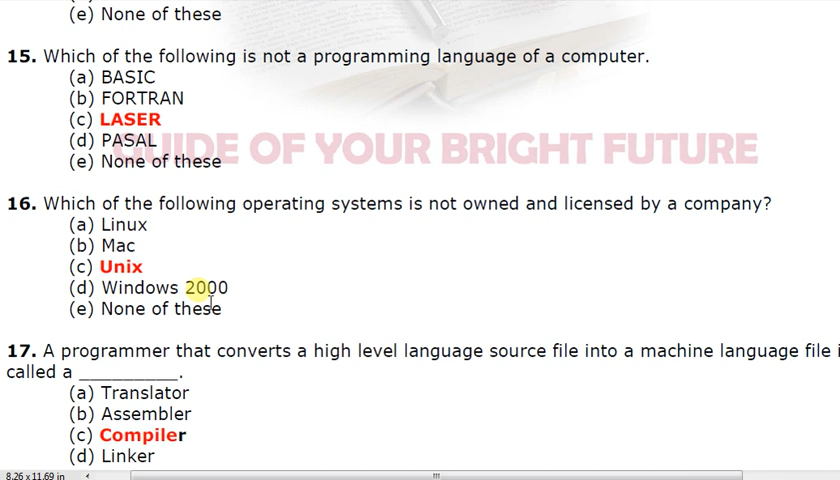 (e) None of these
15. Which of the following is not a programming language of a computer.
(a) BASIC
(b) FORTRAN
(c) LASER
(d) PASAL
GUIDE OF YOUR BRIGHT FUTURE
(e) None of these
16. Which of the following operating systems is not owned and licensed by a company?
(a) Linux
(b) Mac
(c) Unix
(d) Windows 2000
(e) None of these
17. A programmer that converts a high level language source file into a machine language file i
called a __________.
(a) Translator
(b) Assembler
(c) Compiler
(d) Linker
8.26 x 11.69 in